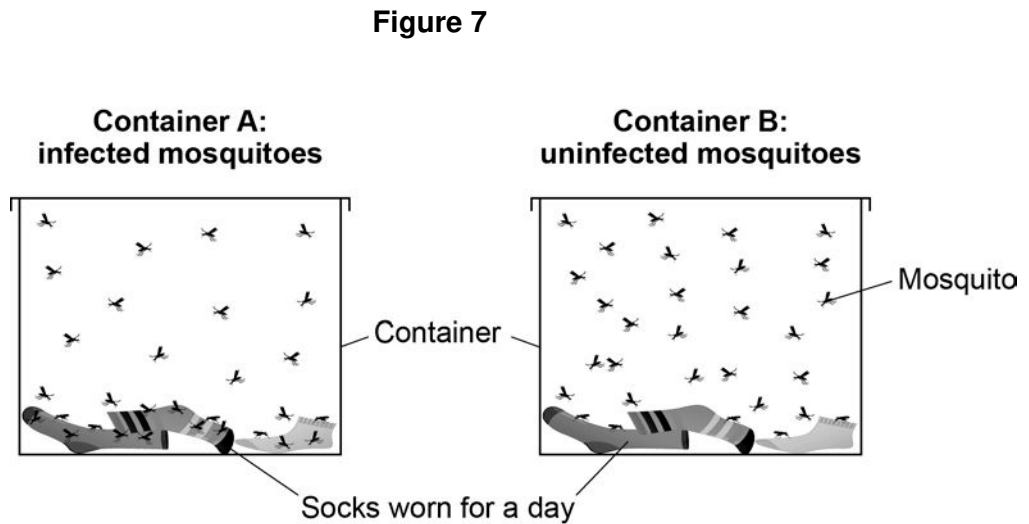 Figure 7
Container A:
infected mosquitoes
Container B:
uninfected mosquitoes
Mosquito
Container
Socks worn for a day